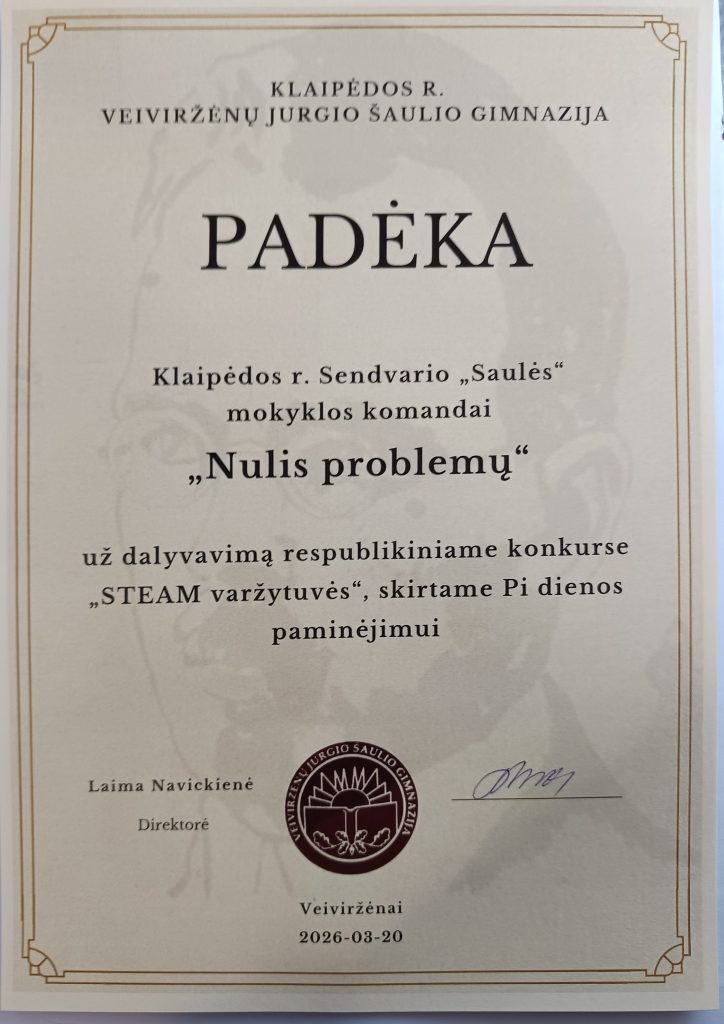 KLAIPĖDOS R.
VEIVIRŽĖNŲ JURGIO ŠAULIO GIMNAZIJA
PADĖKA
Klaipėdos r. Sendvario „Saulės“
mokyklos komandai
„Nulis problemų“
už dalyvavimą respublikiniame konkurse
„STEAM varžytuvės“, skirtame Pi dienos
paminėjimui
Laima Navickienė
Direktorė
VEIVIRŽĖNŲ JURGIO ŠAULIO GIMNAZIJA
Veiviržėnai
2026-03-20